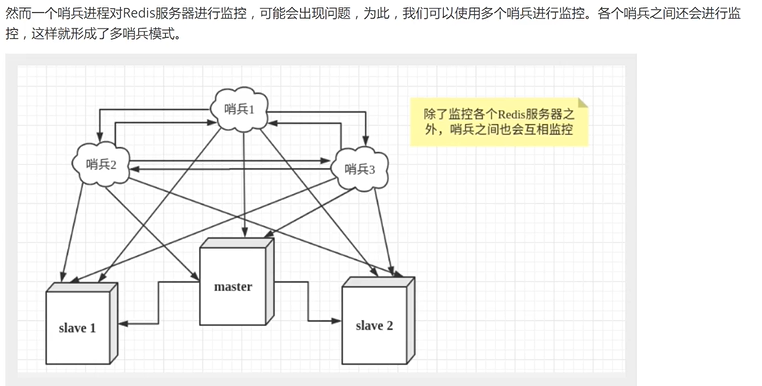 然而一个哨兵进程对Redis服务器进行监控，可能会出现问题，为此，我们可以使用多个哨兵进行监控。各个哨兵之间还会进行监
控，这样就形成了多哨兵模式。
哨兵1
除了监控各个Redis服务器之
外，哨兵之间也会互相监控
哨兵2
哨兵3
master
slave 1
slave 2